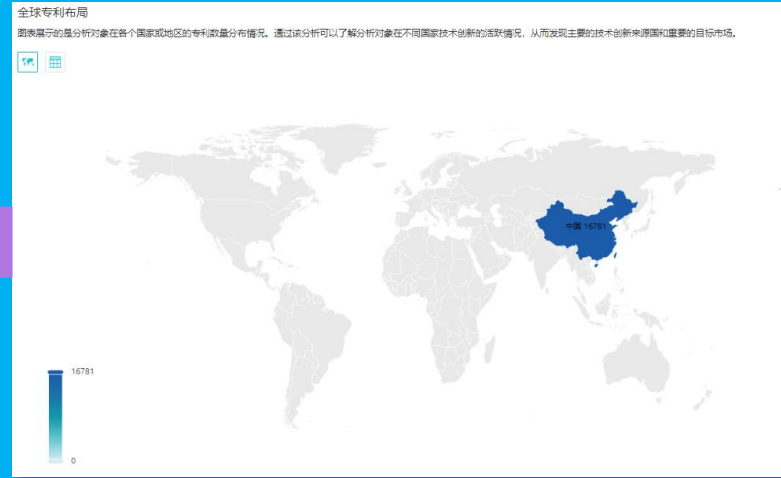 全球专利布局
图表展示的是分析对象在各个国家或地区的专利数量分布情况。通过该分析可以了解分析对象在不同国家技术创新的活跃情况，从而发现主要的技术创新来源国和重要的目标市场。
中国 16781
16781
0